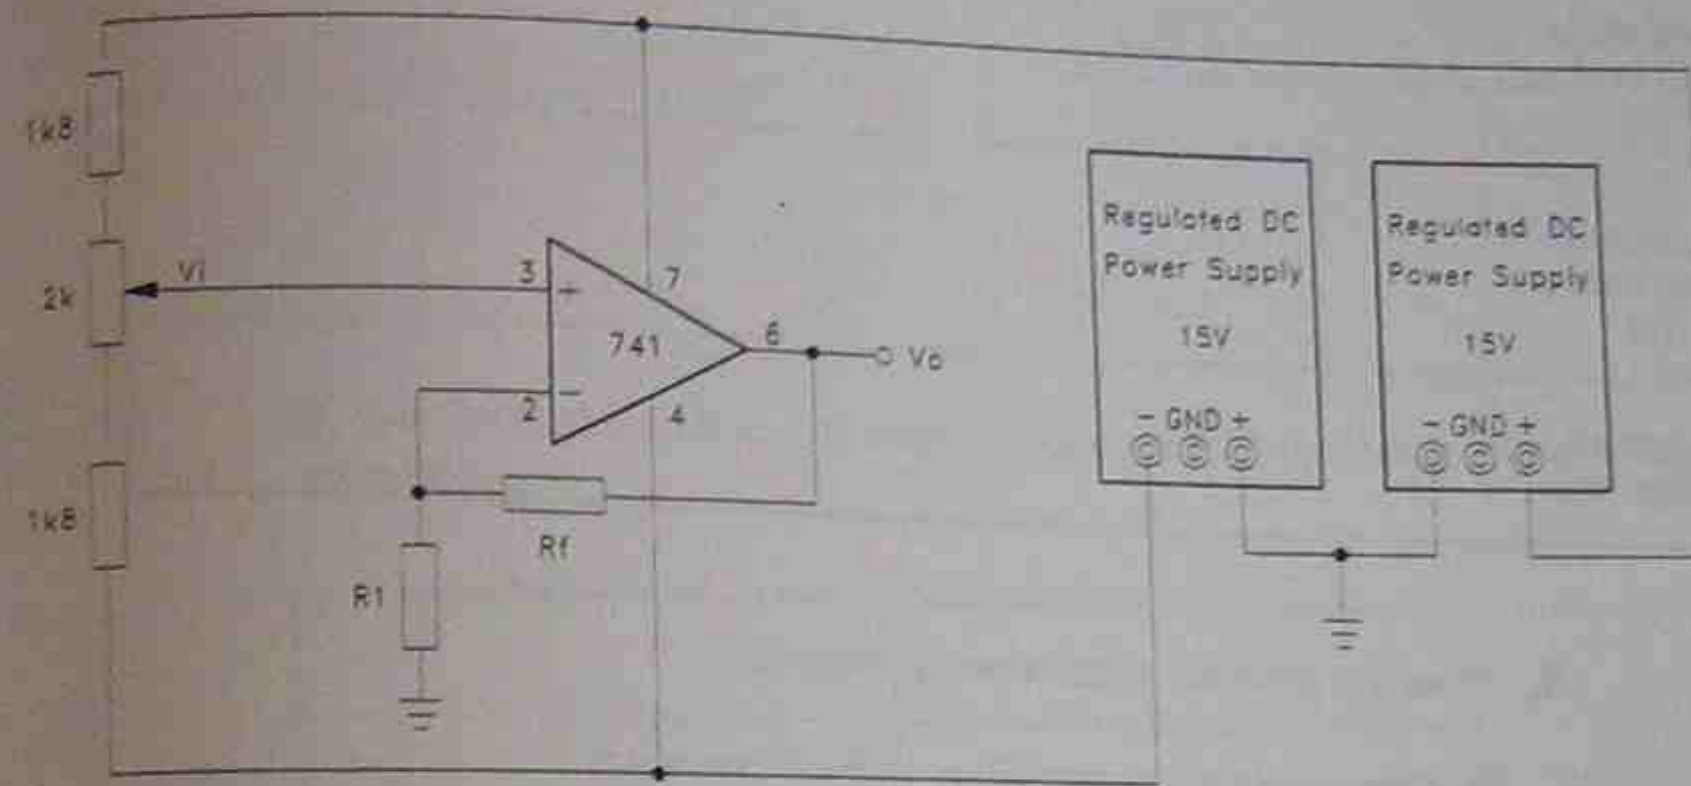 1k8
2k
Vi
1k8
3
+
7
741
6
Vo
2
−
4
Rf
R1
Regulated DC
Power Supply
15V
- GND +
Regulated DC
Power Supply
15V
- GND +